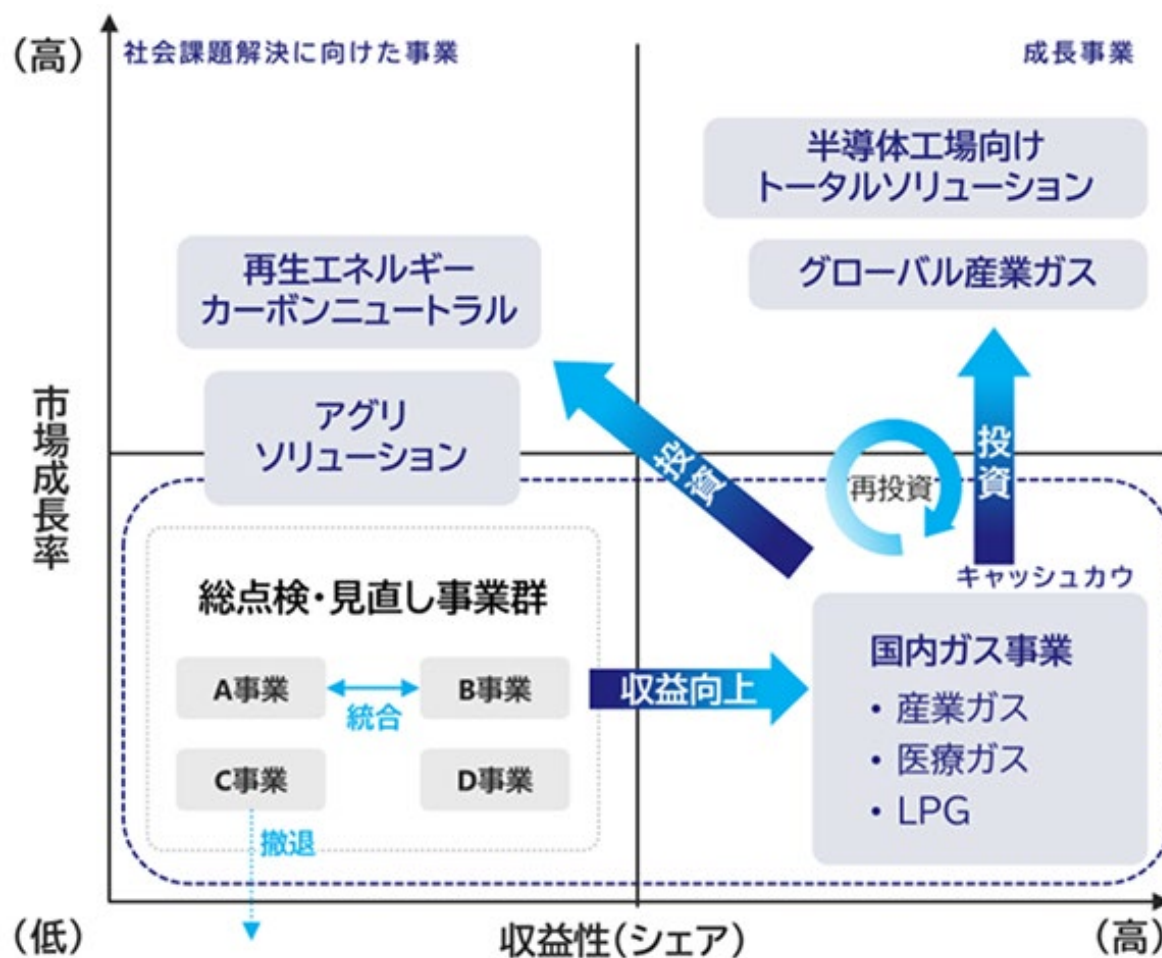 (高)
社会課題解決に向けた事業
成長事業
半導体工場向け
トータルソリューション
再生エネルギー
カーボンニュートラル
グローバル産業ガス
アグリ
ソリューション
市場成長率
投資
再投資
投資
キャッシュカウ
総点検・見直し事業群
A事業
B事業
統合
C事業
D事業
撤退
収益向上
国内ガス事業
・産業ガス
・医療ガス
・LPG
(低)
収益性(シェア)
(高)